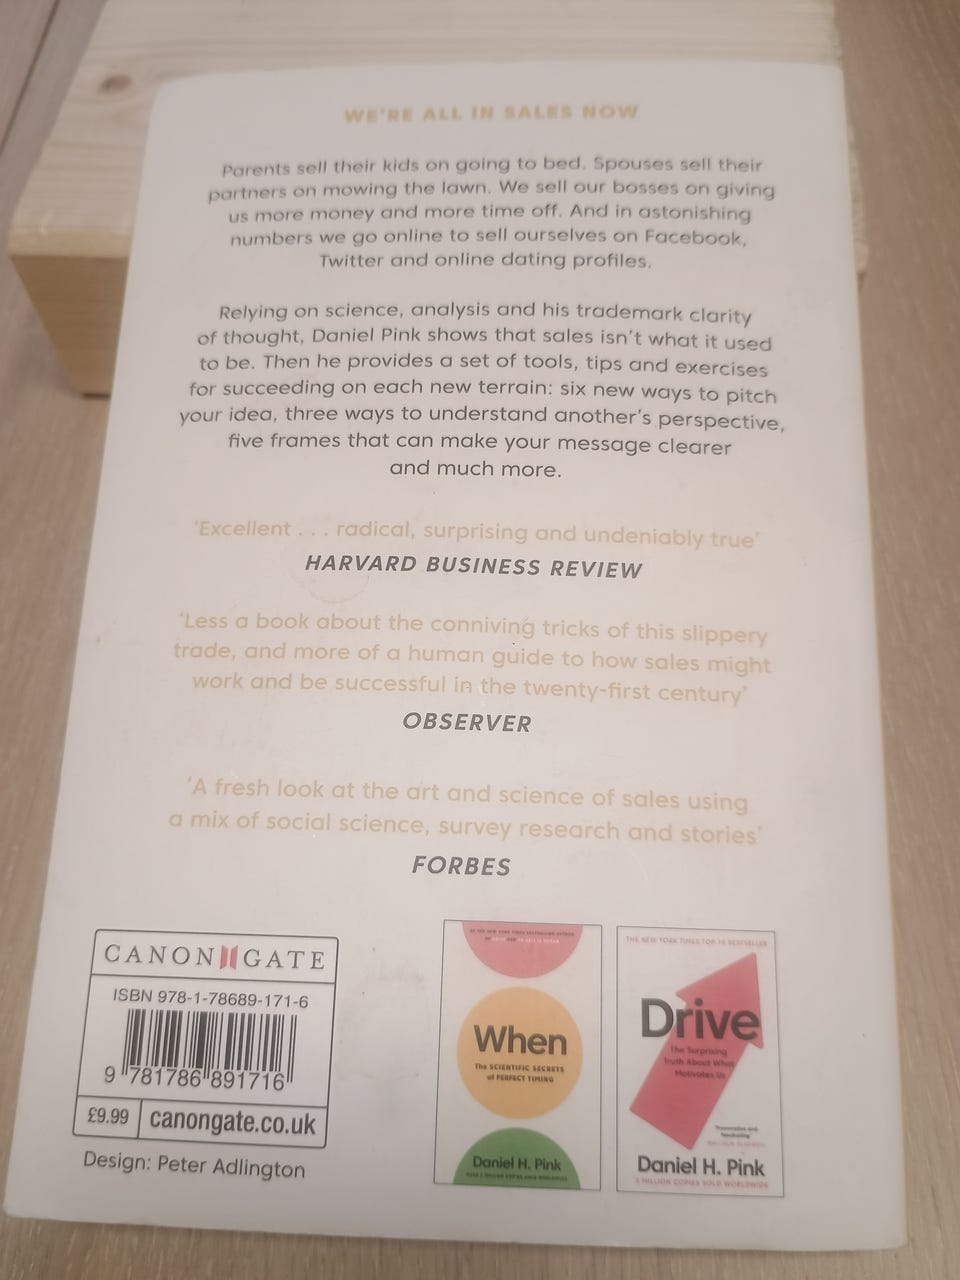 WE'RE ALL IN SALES NOW
Parents sell their kids on going to bed. Spouses sell their
partners on mowing the lawn. We sell our bosses on giving
us more money and more time off. And in astonishing
numbers we go online to sell ourselves on Facebook,
Twitter and online dating profiles.
Relying on science, analysis and his trademark clarity
of thought, Daniel Pink shows that sales isn't what it used
to be. Then he provides a set of tools, tips and exercises
for succeeding on each new terrain: six new ways to pitch
your idea, three ways to understand another's perspective,
five frames that can make your message clearer
and much more.
'Excellent . . . radical, surprising and undeniably true'
HARVARD BUSINESS REVIEW
'Less a book about the conniving tricks of this slippery
trade, and more of a human guide to how sales might
work and be successful in the twenty-first century'
OBSERVER
'A fresh look at the art and science of sales using
a mix of social science, survey research and stories'
FORBES
CANONGATE
ISBN 978-1-78689-171-6
9 781786 891716
£9.99
canongate.co.uk
Design: Peter Adlington
When
The SCIENTIFIC SECRETS
of PERFECT TIMING
Daniel H. Pink
THE NEW YORK TIMES TOP 10 BESTSELLER
Drive
The Surprising
Truth About What
Motivates Us
'Provocative and
fascinating'
MALCOLM GLADWELL
Daniel H. Pink
3 MILLION COPIES SOLD WORLDWIDE